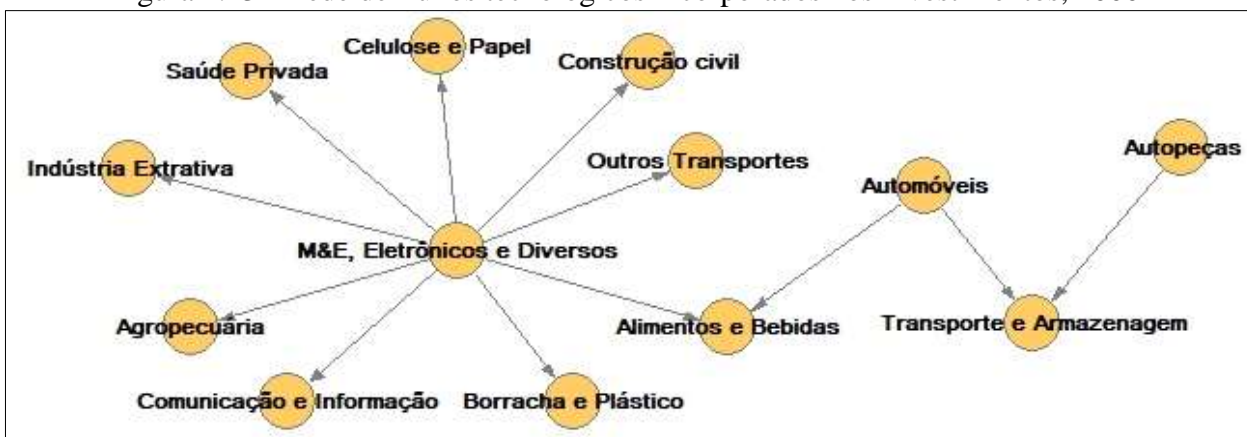 Celulose e Papel
Saúde Privada
Construção civil
Indústria Extrativa
Outros Transportes
Autopeças
Automóveis
M&E, Eletrônicos e Diversos
Agropecuária
Alimentos e Bebidas
Transporte e Armazenagem
Comunicação e Informação
Borracha e Plástico